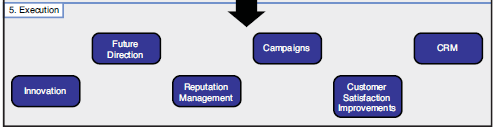 5. Execution
Future
Direction
Campaigns
CRM
Innovation
Reputation
Management
Customer
Satisfaction
Improvements